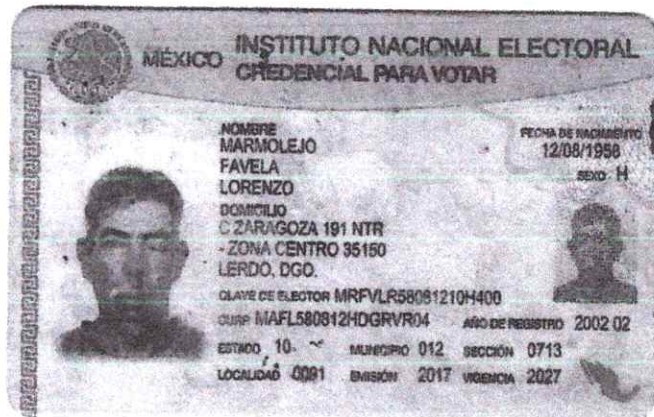 MÉXICO INSTITUTO NACIONAL ELECTORAL
CREDENCIAL PARA VOTAR
NOMBRE
MARMOLEJO
FAVELA
LORENZO
FECHA DE NACIMIENTO
12/08/1958
SEXO H
DOMICILIO
C ZARAGOZA 191 NTR
- ZONA CENTRO 35150
LERDO, DGO.
CLAVE DE ELECTOR MRFVLR58081210H400
CURP MAFL580812HDGRVR04 AÑO DE REGISTRO 2002 02
ESTADO 10 MUNICIPIO 012 SECCIÓN 0713
LOCALIDAD 0091 EMISIÓN 2017 VIGENCIA 2027